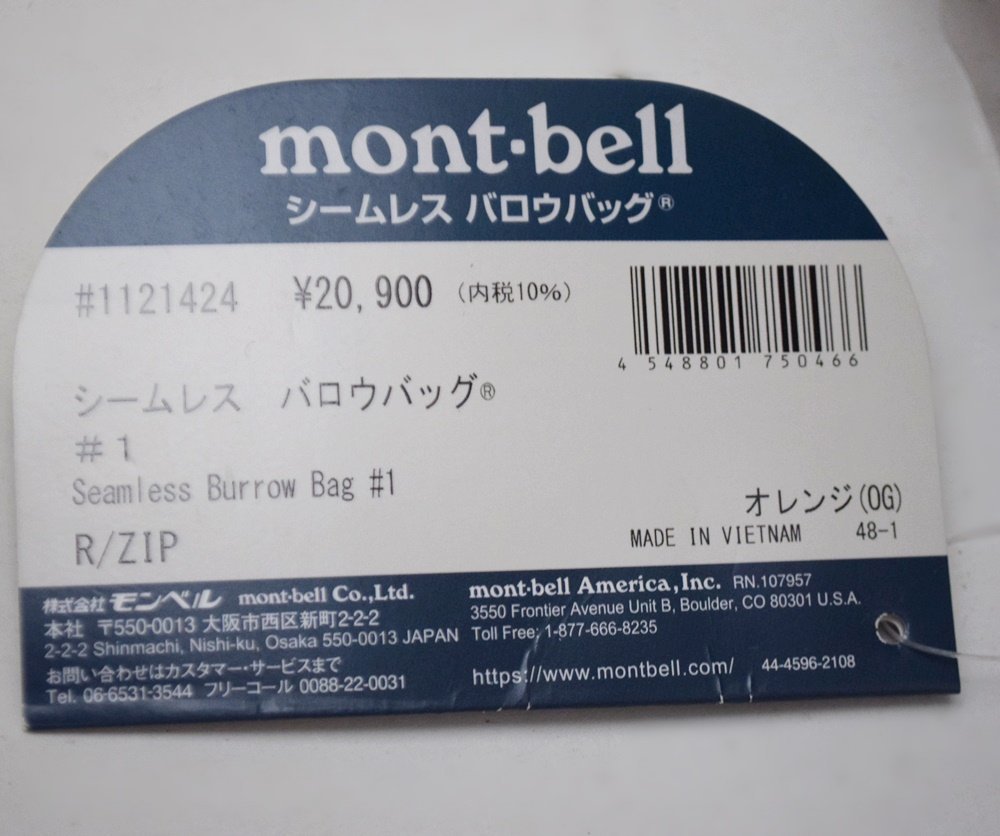 mont·bell
シームレス バロウバッグ®
#1121424 ¥20,900 (内税10%)
4 548801 750466
シームレス バロウバッグ®
#1
Seamless Burrow Bag #1
オレンジ(OG)
R/ZIP
MADE IN VIETNAM 48-1
株式会社 モンベル mont·bell Co.,Ltd.
本社 〒550-0013 大阪市西区新町2-2-2
2-2-2 Shinmachi, Nishi-ku, Osaka 550-0013 JAPAN
お問い合わせはカスタマー・サービスまで
Tel. 06-6531-3544 フリーコール 0088-22-0031
mont·bell America, Inc. RN.107957
3550 Frontier Avenue Unit B, Boulder, CO 80301 U.S.A.
Toll Free; 1-877-666-8235
https://www.montbell.com/ 44-4596-2108